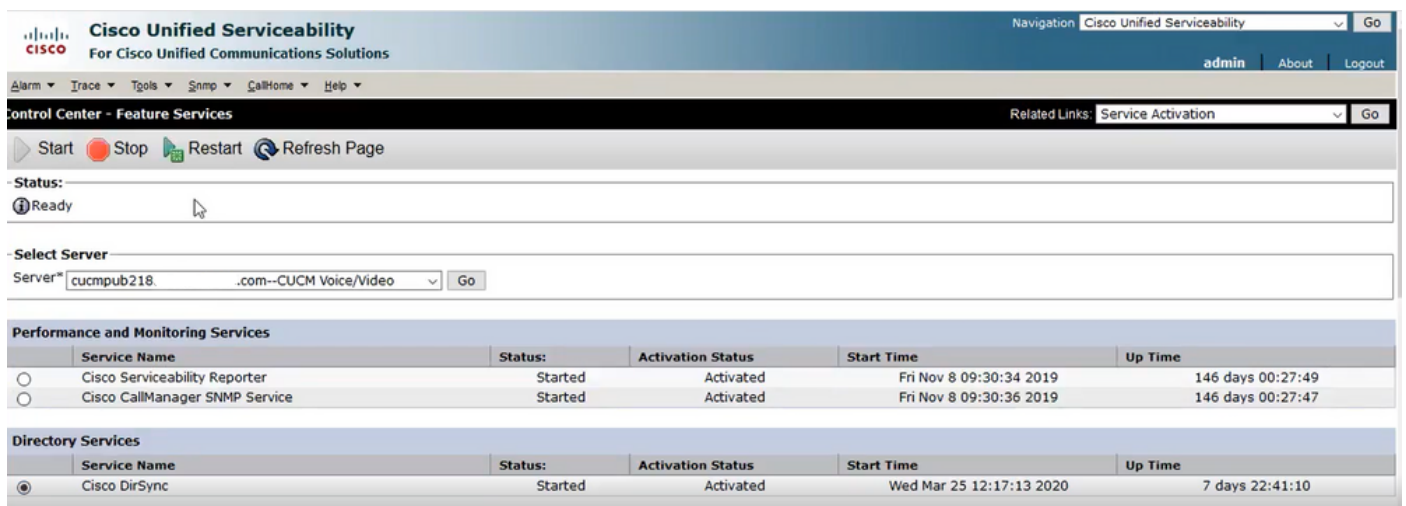 Cisco Unified Serviceability
CISCO
For Cisco Unified Communications Solutions
Navigation Cisco Unified Serviceability Go
admin About Logout
Alarm Trace Tools Snmp CallHome Help
Control Center - Feature Services
Related Links: Service Activation Go
Start Stop Restart Refresh Page
Status:
Ready
Select Server
Server* cucmpub218. .com--CUCM Voice/Video Go
Performance and Monitoring Services
Service Name Status: Activation Status Start Time Up Time
Cisco Serviceability Reporter Started Activated Fri Nov 8 09:30:34 2019 146 days 00:27:49
Cisco CallManager SNMP Service Started Activated Fri Nov 8 09:30:36 2019 146 days 00:27:47
Directory Services
Service Name Status: Activation Status Start Time Up Time
Cisco DirSync Started Activated Wed Mar 25 12:17:13 2020 7 days 22:41:10